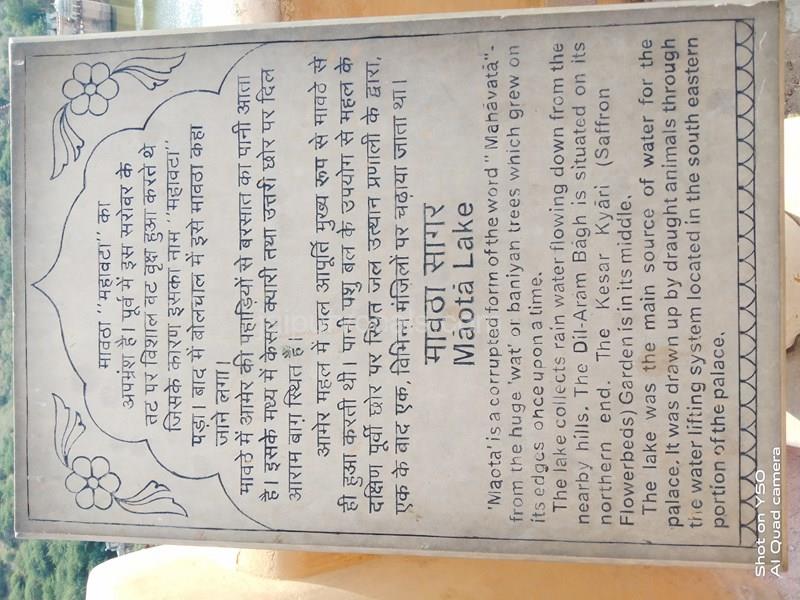 मावठा "महावटा" का
अपभ्रंश है। पूर्व में इस सरोवर के
तट पर विशाल वट वृक्ष हुआ करते थे
जिसके कारण इसका नाम "महावटा"
पड़ा। बाद में बोलचाल में इसे मावठा कहा
जाने लगा।
मावठे में आमेर की पहाड़ियों से बरसात का पानी आता
है। इसके मध्य में केसर क्यारी तथा उत्तरी छोर पर दिल
आराम बाग़ स्थित है।
आमेर महल में जल आपूर्ति मुख्य रूप से मावठे से
ही हुआ करती थी। पानी पशु बल के उपयोग से महल के
दक्षिण पूर्वी छोर पर स्थित जल उत्थान प्रणाली के द्वारा,
एक के बाद एक, विभिन्न मंज़िलों पर चढ़ाया जाता था।
मावठा सागर
Maotā Lake
'Maota' is a corrupted form of the word "Mahāvatā"-
from the huge 'wat' or baniyan trees which grew on
its edges once upon a time.
The lake collects rain water flowing down from the
nearby hills. The Dil-Arām Bāgh is situated on its
northern end. The Kesar Kyāri (Saffron
Flowerbeds) Garden is in its middle.
The lake was the main source of water for the
palace. It was drawn up by draught animals through
the water lifting system located in the south eastern
portion of the palace.
Shot on Y50
AI Quad camera